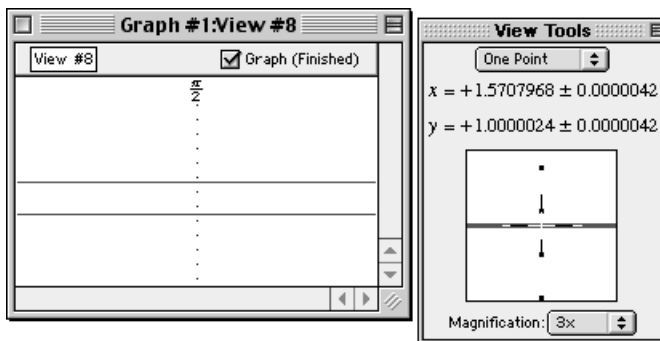 Graph #1:View #8
View #8
Graph (Finished)
π/2
View Tools
One Point
x = +1.5707968 ± 0.0000042
y = +1.0000024 ± 0.0000042
Magnification: 3x